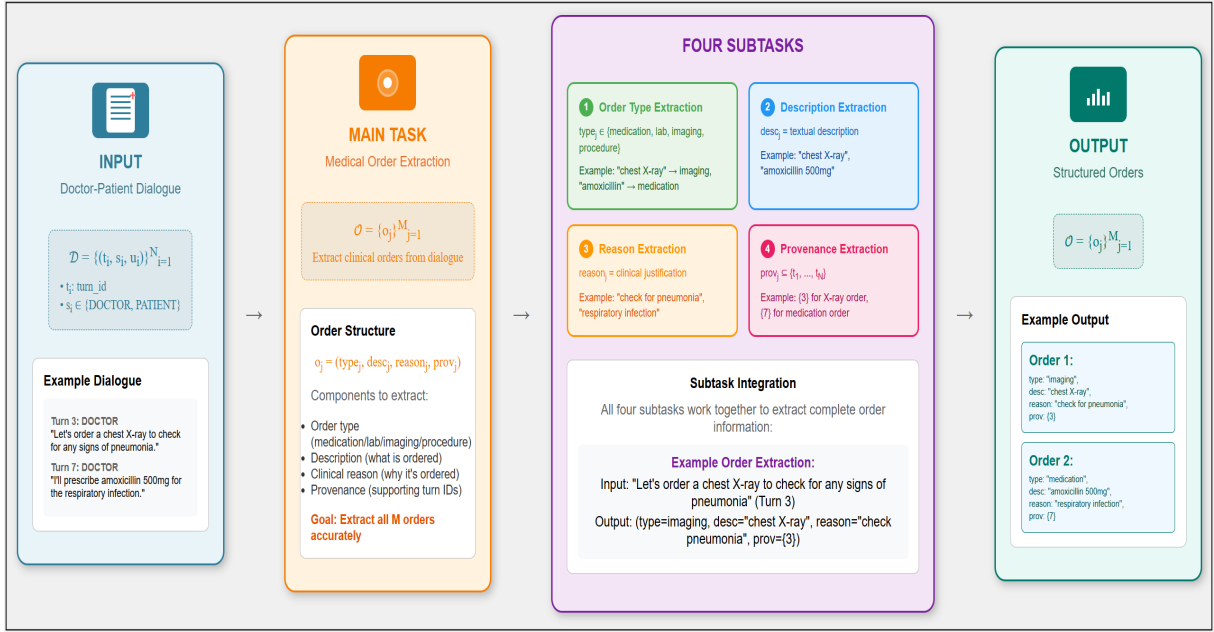 INPUT
Doctor-Patient Dialogue
𝒟 = {(tᵢ, sᵢ, uᵢ)}ᴺᵢ₌₁
• tᵢ: turn_id
• sᵢ ∈ {DOCTOR, PATIENT}
Example Dialogue
Turn 3: DOCTOR
"Let's order a chest X-ray to check
for any signs of pneumonia."
Turn 7: DOCTOR
"I'll prescribe amoxicillin 500mg for
the respiratory infection."
→
MAIN TASK
Medical Order Extraction
𝒪 = {oⱼ}ᴹⱼ₌₁
Extract clinical orders from dialogue
Order Structure
oⱼ = (typeⱼ, descⱼ, reasonⱼ, provⱼ)
Components to extract:
• Order type
(medication/lab/imaging/procedure)
• Description (what is ordered)
• Clinical reason (why it's ordered)
• Provenance (supporting turn IDs)
Goal: Extract all M orders
accurately
→
FOUR SUBTASKS
1 Order Type Extraction
typeⱼ ∈ {medication, lab, imaging,
procedure}
Example: "chest X-ray" → imaging,
"amoxicillin" → medication
2 Description Extraction
descⱼ = textual description
Example: "chest X-ray",
"amoxicillin 500mg"
3 Reason Extraction
reasonⱼ = clinical justification
Example: "check for pneumonia",
"respiratory infection"
4 Provenance Extraction
provⱼ ⊆ {t₁, ..., t_N}
Example: {3} for X-ray order,
{7} for medication order
Subtask Integration
All four subtasks work together to extract complete order
information:
Example Order Extraction:
Input: "Let's order a chest X-ray to check for any signs of
pneumonia" (Turn 3)
Output: (type=imaging, desc="chest X-ray", reason="check
pneumonia", prov={3})
→
OUTPUT
Structured Orders
𝒪 = {oⱼ}ᴹⱼ₌₁
Example Output
Order 1:
type: "imaging",
desc: "chest X-ray",
reason: "check for pneumonia",
prov: {3}
Order 2:
type: "medication",
desc: "amoxicillin 500mg",
reason: "respiratory infection",
prov: {7}